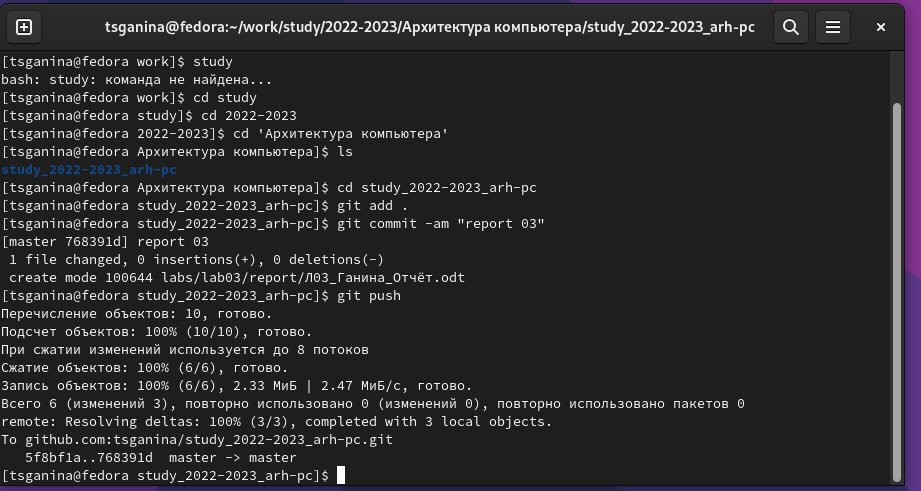 tsganina@fedora:~/work/study/2022-2023/Архитектура компьютера/study_2022-2023_arh-pc
[tsganina@fedora work]$ study
bash: study: команда не найдена...
[tsganina@fedora work]$ cd study
[tsganina@fedora study]$ cd 2022-2023
[tsganina@fedora 2022-2023]$ cd 'Архитектура компьютера'
[tsganina@fedora Архитектура компьютера]$ ls
study_2022-2023_arh-pc
[tsganina@fedora Архитектура компьютера]$ cd study_2022-2023_arh-pc
[tsganina@fedora study_2022-2023_arh-pc]$ git add .
[tsganina@fedora study_2022-2023_arh-pc]$ git commit -am "report 03"
[master 768391d] report 03
 1 file changed, 0 insertions(+), 0 deletions(-)
 create mode 100644 labs/lab03/report/Л03_Ганина_Отчёт.odt
[tsganina@fedora study_2022-2023_arh-pc]$ git push
Перечисление объектов: 10, готово.
Подсчет объектов: 100% (10/10), готово.
При сжатии изменений используется до 8 потоков
Сжатие объектов: 100% (6/6), готово.
Запись объектов: 100% (6/6), 2.33 МиБ | 2.47 МиБ/с, готово.
Всего 6 (изменений 3), повторно использовано 0 (изменений 0), повторно использовано пакетов 0
remote: Resolving deltas: 100% (3/3), completed with 3 local objects.
To github.com:tsganina/study_2022-2023_arh-pc.git
   5f8bf1a..768391d  master -> master
[tsganina@fedora study_2022-2023_arh-pc]$